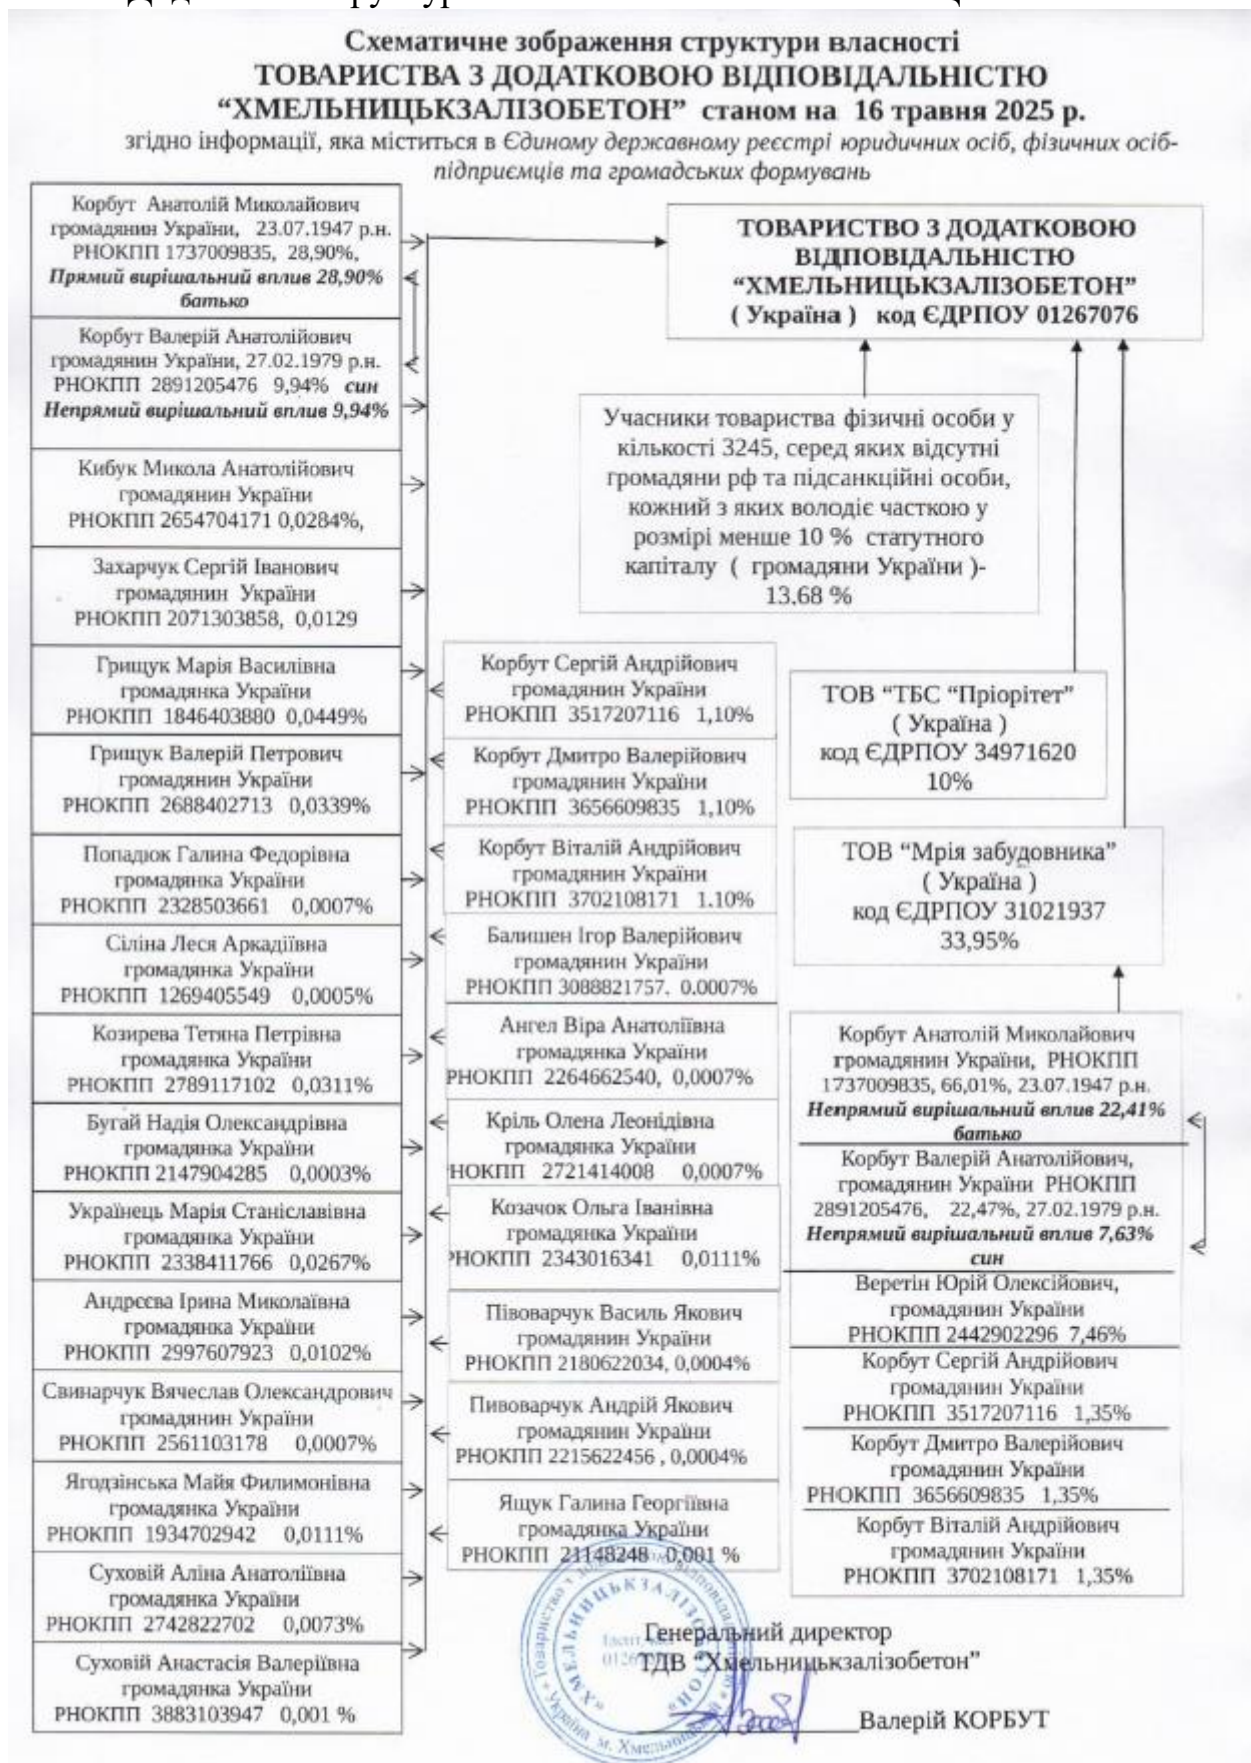 Схематичне зображення структури власності
ТОВАРИСТВА З ДОДАТКОВОЮ ВІДПОВІДАЛЬНІСТЮ
“ХМЕЛЬНИЦЬКЗАЛІЗОБЕТОН” станом на 16 травня 2025 р.
згідно інформації, яка міститься в Єдиному державному реєстрі юридичних осіб, фізичних осіб-
підприємців та громадських формувань
Корбут Анатолій Миколайович
громадянин України, 23.07.1947 р.н.
РНОКПП 1737009835, 28,90%,
Прямий вирішальний вплив 28,90%
батько
Корбут Валерій Анатолійович
громадянин України, 27.02.1979 р.н.
РНОКПП 2891205476 9,94% син
Непрямий вирішальний вплив 9,94%
Кибук Микола Анатолійович
громадянин України
РНОКПП 2654704171 0,0284%,
Захарчук Сергій Іванович
громадянин України
РНОКПП 2071303858, 0,0129
Грищук Марія Василівна
громадянка України
РНОКПП 1846403880 0,0449%
Грищук Валерій Петрович
громадянин України
РНОКПП 2688402713 0,0339%
Попадюк Галина Федорівна
громадянка України
РНОКПП 2328503661 0,0007%
Сіліна Леся Аркадіївна
громадянка України
РНОКПП 1269405549 0,0005%
Козирева Тетяна Петрівна
громадянка України
РНОКПП 2789117102 0,0311%
Бугай Надія Олександрівна
громадянка України
РНОКПП 2147904285 0,0003%
Українець Марія Станіславівна
громадянка України
РНОКПП 2338411766 0,0267%
Андрєєва Ірина Миколаївна
громадянка України
РНОКПП 2997607923 0,0102%
Свинарчук Вячеслав Олександрович
громадянин України
РНОКПП 2561103178 0,0007%
Ягодзінська Майя Филимонівна
громадянка України
РНОКПП 1934702942 0,0111%
Суховій Аліна Анатоліївна
громадянка України
РНОКПП 2742822702 0,0073%
Суховій Анастасія Валеріївна
громадянка України
РНОКПП 3883103947 0,001 %
Корбут Сергій Андрійович
громадянин України
РНОКПП 3517207116 1,10%
Корбут Дмитро Валерійович
громадянин України
РНОКПП 3656609835 1,10%
Корбут Віталій Андрійович
громадянин України
РНОКПП 3702108171 1.10%
Балишен Ігор Валерійович
громадянин України
РНОКПП 3088821757. 0.0007%
Ангел Віра Анатоліївна
громадянка України
РНОКПП 2264662540, 0,0007%
Кріль Олена Леонідівна
громадянка України
НОКПП 2721414008 0,0007%
Козачок Ольга Іванівна
громадянка України
РНОКПП 2343016341 0,0111%
Півоварчук Василь Якович
громадянин України
РНОКПП 2180622034, 0,0004%
Пивоварчук Андрій Якович
громадянин України
РНОКПП 2215622456 , 0,0004%
Ящук Галина Георгіївна
громадянка України
РНОКПП 21148248 0,001 %
ТОВАРИСТВО З ДОДАТКОВОЮ
ВІДПОВІДАЛЬНІСТЮ
“ХМЕЛЬНИЦЬКЗАЛІЗОБЕТОН”
( Україна ) код ЄДРПОУ 01267076
Учасники товариства фізичні особи у
кількості 3245, серед яких відсутні
громадяни рф та підсанкційні особи,
кожний з яких володіє часткою у
розмірі менше 10 % статутного
капіталу ( громадяни України )-
13.68 %
ТОВ “ТБС “Пріорітет”
( Україна )
код ЄДРПОУ 34971620
10%
ТОВ “Мрія забудовника”
( Україна )
код ЄДРПОУ 31021937
33,95%
Корбут Анатолій Миколайович
громадянин України, РНОКПП
1737009835, 66,01%, 23.07.1947 р.н.
Непрямий вирішальний вплив 22,41%
батько
Корбут Валерій Анатолійович,
громадянин України РНОКПП
2891205476, 22,47%, 27.02.1979 р.н.
Непрямий вирішальний вплив 7,63%
син
Веретін Юрій Олексійович,
громадянин України
РНОКПП 2442902296 7,46%
Корбут Сергій Андрійович
громадянин України
РНОКПП 3517207116 1,35%
Корбут Дмитро Валерійович
громадянин України
РНОКПП 3656609835 1,35%
Корбут Віталій Андрійович
громадянин України
РНОКПП 3702108171 1,35%
Генеральний директор
ТДВ “Хмельницькзалізобетон”
Валерій КОРБУТ
«ХМЕЛЬНИЦЬКЗАЛІЗОБЕТОН»